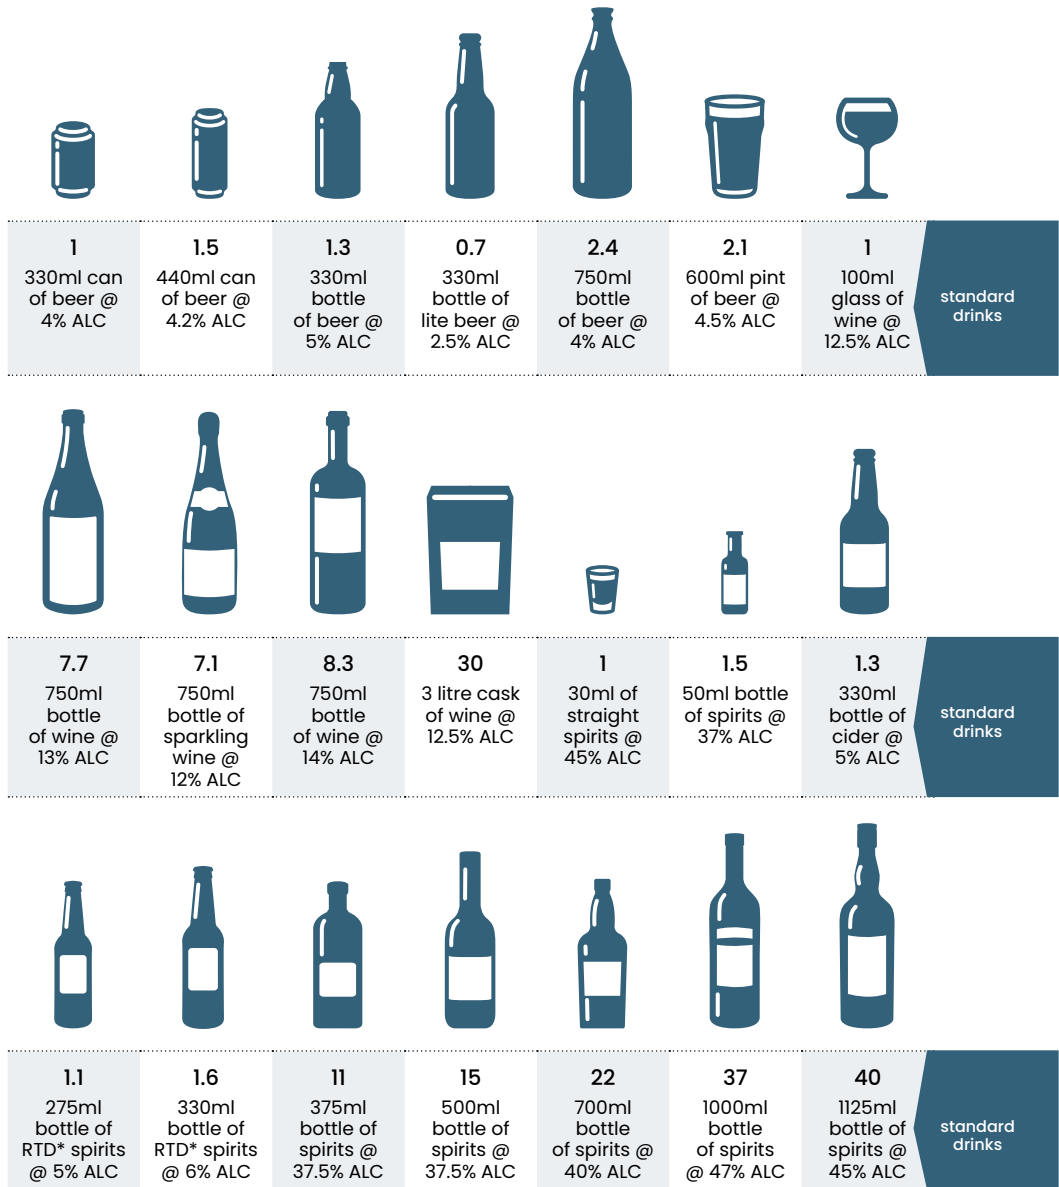 1
330ml can
of beer @
4% ALC
1.5
440ml can
of beer @
4.2% ALC
1.3
330ml
bottle
of beer @
5% ALC
0.7
330ml
bottle of
lite beer @
2.5% ALC
2.4
750ml
bottle
of beer @
4% ALC
2.1
600ml pint
of beer @
4.5% ALC
1
100ml
glass of
wine @
12.5% ALC
standard
drinks
7.7
750ml
bottle
of wine @
13% ALC
7.1
750ml
bottle of
sparkling
wine @
12% ALC
8.3
750ml
bottle
of wine @
14% ALC
30
3 litre cask
of wine @
12.5% ALC
1
30ml of
straight
spirits @
45% ALC
1.5
50ml bottle
of spirits @
37% ALC
1.3
330ml
bottle of
cider @
5% ALC
standard
drinks
1.1
275ml
bottle of
RTD* spirits
@ 5% ALC
1.6
330ml
bottle of
RTD* spirits
@ 6% ALC
11
375ml
bottle of
spirits @
37.5% ALC
15
500ml
bottle of
spirits @
37.5% ALC
22
700ml
bottle
of spirits @
40% ALC
37
1000ml
bottle
of spirits
@ 47% ALC
40
1125ml
bottle of
spirits @
45% ALC
standard
drinks